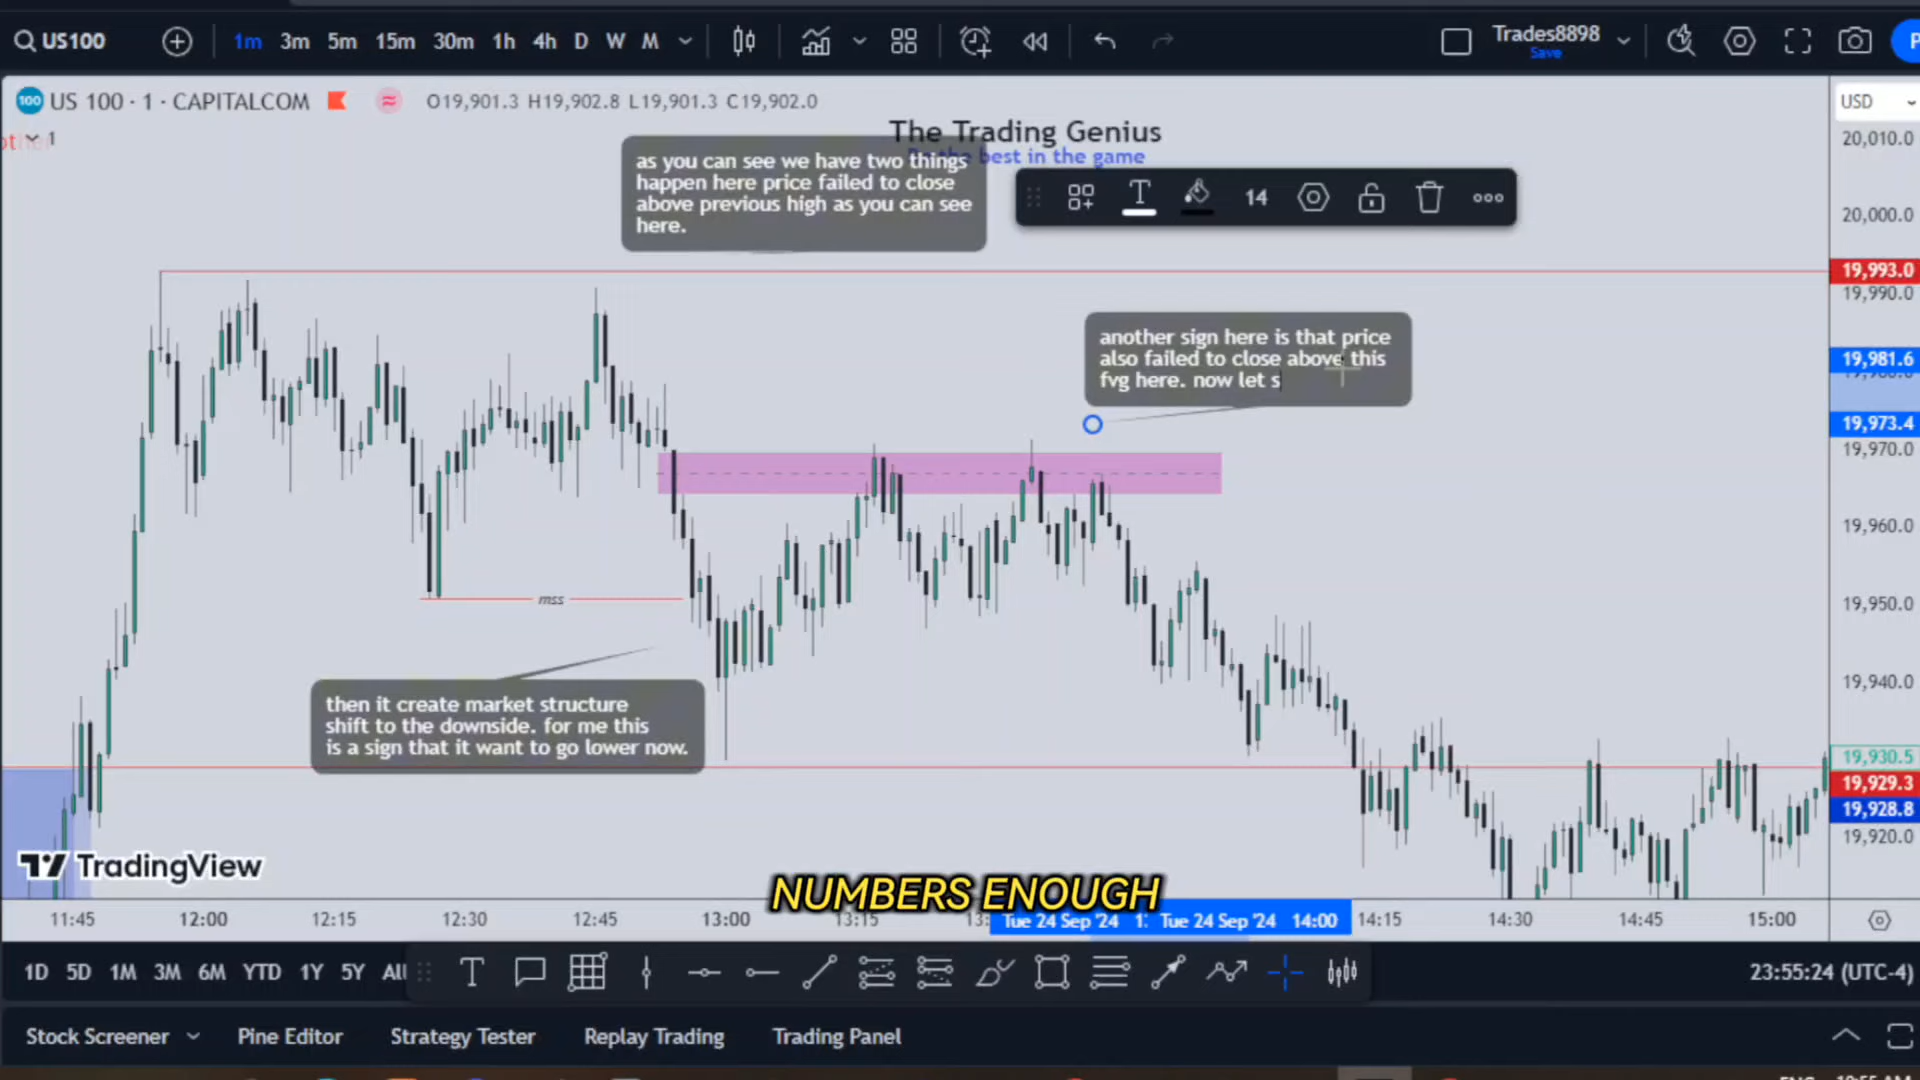 US100
1m 3m 5m 15m 30m 1h 4h D W M
Trades8898
Save
100 US 100 · 1 · CAPITALCOM O19,901.3 H19,902.8 L19,901.3 C19,902.0
1
USD
The Trading Genius
best in the game
14
as you can see we have two things
happen here price failed to close
above previous high as you can see
here.
another sign here is that price
also failed to close above this
fvg here. now let s
mss
then it create market structure
shift to the downside. for me this
is a sign that it want to go lower now.
20,010.0
20,000.0
19,993.0
19,990.0
19,981.6
19,973.4
19,970.0
19,960.0
19,950.0
19,940.0
19,930.5
19,929.3
19,928.8
19,920.0
TradingView
NUMBERS ENOUGH
11:45 12:00 12:15 12:30 12:45 13:00 13:15 Tue 24 Sep '24 Tue 24 Sep '24 14:00 14:15 14:30 14:45 15:00
1D 5D 1M 3M 6M YTD 1Y 5Y All
23:55:24 (UTC-4)
Stock Screener Pine Editor Strategy Tester Replay Trading Trading Panel